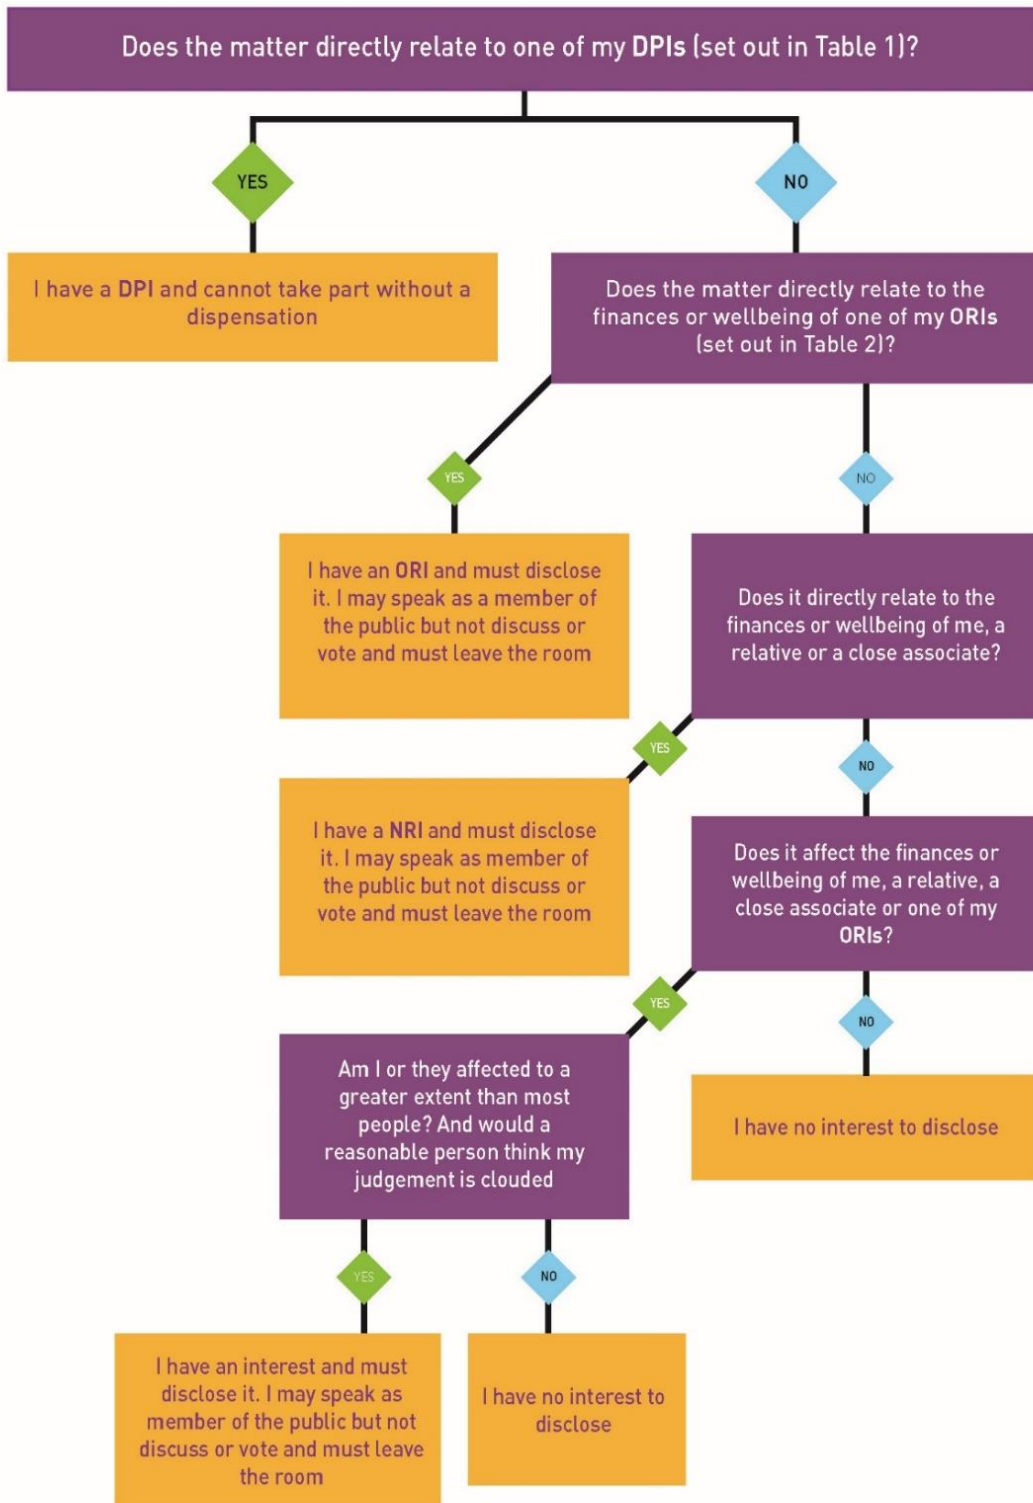 Does the matter directly relate to one of my DPIs (set out in Table 1)?
YES
NO
I have a DPI and cannot take part without a
dispensation
Does the matter directly relate to the
finances or wellbeing of one of my ORIs
(set out in Table 2)?
YES
NO
I have an ORI and must disclose
it. I may speak as a member of
the public but not discuss or
vote and must leave the room
Does it directly relate to the
finances or wellbeing of me, a
relative or a close associate?
YES
NO
I have a NRI and must disclose
it. I may speak as member of
the public but not discuss or
vote and must leave the room
Does it affect the finances or
wellbeing of me, a relative, a
close associate or one of my
ORIs?
YES
NO
Am I or they affected to a
greater extent than most
people? And would a
reasonable person think my
judgement is clouded
I have no interest to disclose
YES
NO
I have an interest and must
disclose it. I may speak as
member of the public but not
discuss or vote and must leave
the room
I have no interest to
disclose